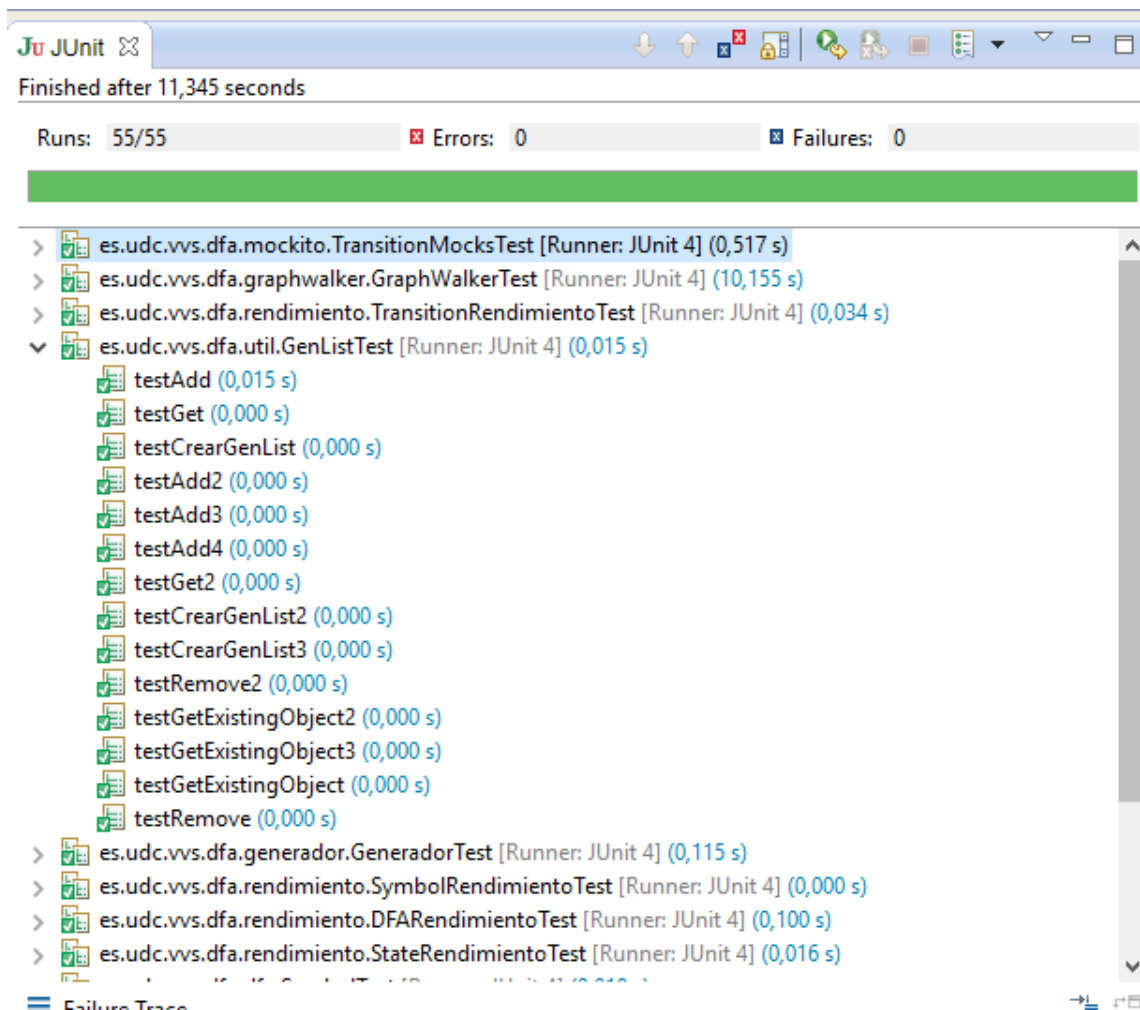 Ju JUnit
Finished after 11,345 seconds
Runs: 55/55 Errors: 0 Failures: 0
es.udc.vvs.dfa.mockito.TransitionMocksTest [Runner: JUnit 4] (0,517 s)
es.udc.vvs.dfa.graphwalker.GraphWalkerTest [Runner: JUnit 4] (10,155 s)
es.udc.vvs.dfa.rendimiento.TransitionRendimientoTest [Runner: JUnit 4] (0,034 s)
es.udc.vvs.dfa.util.GenListTest [Runner: JUnit 4] (0,015 s)
testAdd (0,015 s)
testGet (0,000 s)
testCrearGenList (0,000 s)
testAdd2 (0,000 s)
testAdd3 (0,000 s)
testAdd4 (0,000 s)
testGet2 (0,000 s)
testCrearGenList2 (0,000 s)
testCrearGenList3 (0,000 s)
testRemove2 (0,000 s)
testGetExistingObject2 (0,000 s)
testGetExistingObject3 (0,000 s)
testGetExistingObject (0,000 s)
testRemove (0,000 s)
es.udc.vvs.dfa.generador.GeneradorTest [Runner: JUnit 4] (0,115 s)
es.udc.vvs.dfa.rendimiento.SymbolRendimientoTest [Runner: JUnit 4] (0,000 s)
es.udc.vvs.dfa.rendimiento.DFARendimientoTest [Runner: JUnit 4] (0,100 s)
es.udc.vvs.dfa.rendimiento.StateRendimientoTest [Runner: JUnit 4] (0,016 s)
Failure Trace